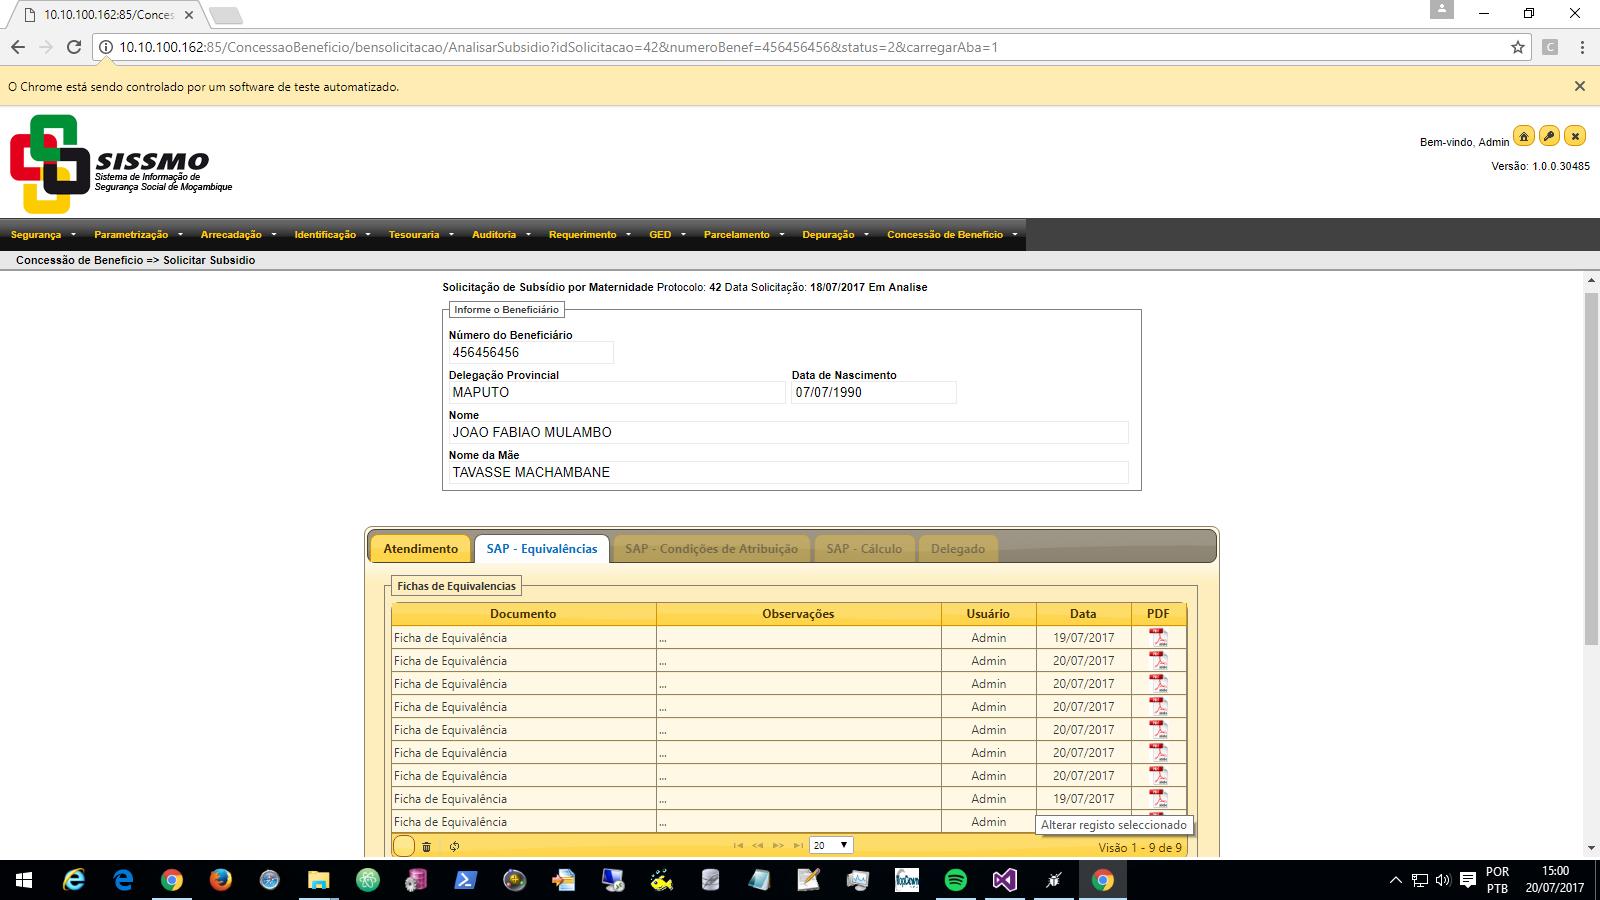 10.10.100.162:85/Conces
10.10.100.162:85/ConcessaoBeneficio/bensolicitacao/AnalisarSubsidio?idSolicitacao=42&numeroBenef=456456456&status=2&carregarAba=1
C
O Chrome está sendo controlado por um software de teste automatizado.
SISSMO
Sistema de Informação de
Segurança Social de Moçambique
Bem-vindo, Admin
Versão: 1.0.0.30485
Segurança Parametrização Arrecadação Identificação Tesouraria Auditoria Requerimento GED Parcelamento Depuração Concessão de Benefício
Concessão de Benefício => Solicitar Subsidio
Solicitação de Subsídio por Maternidade Protocolo: 42 Data Solicitação: 18/07/2017 Em Analise
Informe o Beneficiário
Número do Beneficiário
456456456
Delegação Provincial Data de Nascimento
MAPUTO 07/07/1990
Nome
JOAO FABIAO MULAMBO
Nome da Mãe
TAVASSE MACHAMBANE
Atendimento SAP - Equivalências SAP - Condições de Atribuição SAP - Cálculo Delegado
Fichas de Equivalencias
Documento Observações Usuário Data PDF
Ficha de Equivalência ... Admin 19/07/2017
Ficha de Equivalência ... Admin 20/07/2017
Ficha de Equivalência ... Admin 20/07/2017
Ficha de Equivalência ... Admin 20/07/2017
Ficha de Equivalência ... Admin 20/07/2017
Ficha de Equivalência ... Admin 20/07/2017
Ficha de Equivalência ... Admin 20/07/2017
Ficha de Equivalência ... Admin 19/07/2017
Ficha de Equivalência ... Admin
Alterar registo seleccionado
20
Visão 1 - 9 de 9
POR
PTB
15:00
20/07/2017